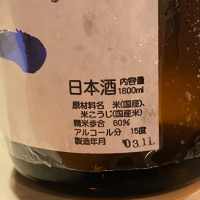 日本酒 内容量 1800ml
原材料名 米(国産)、
米こうじ(国産米)
精米歩合 60%
アルコール分 15度
製造年月 '03.11.